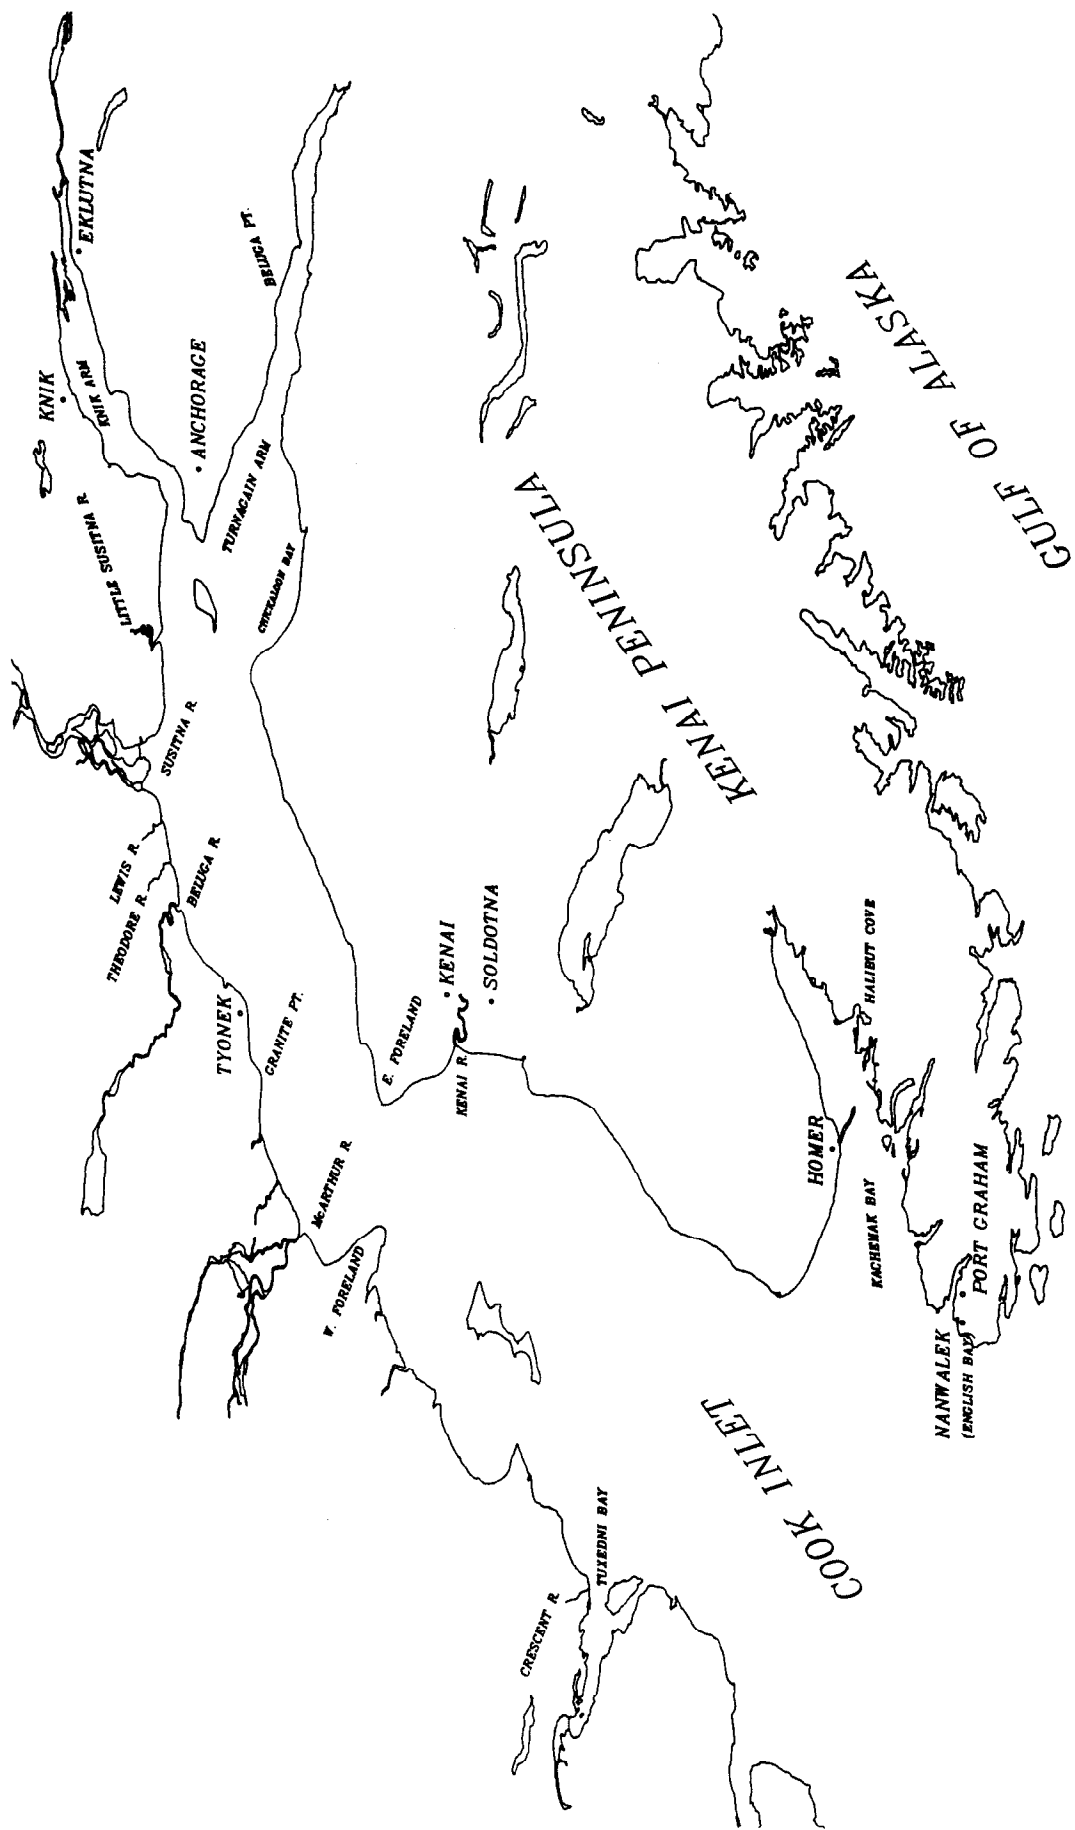 EKLUTNA
KNIK
KNIK ARM
ANCHORAGE
BELUGA PT.
TURNAGAIN ARM
CHICKALOON BAY
LITTLE SUSITNA R.
SUSITNA R.
LEWIS R.
THEODORE R.
BELUGA R.
TYONEK
GRANITE PT.
McARTHUR R.
W. FORELAND
E. FORELAND
KENAI
SOLDOTNA
KENAI R.
KENAI PENINSULA
GULF OF ALASKA
HALIBUT COVE
HOMER
KACHEMAK BAY
PORT GRAHAM
NANWALEK
(ENGLISH BAY)
COOK INLET
TUXEDNI BAY
CRESCENT R.